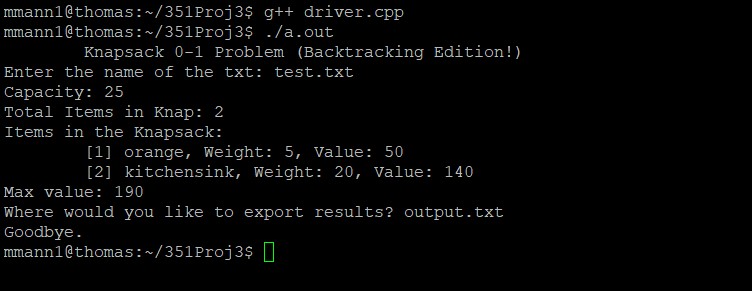 mmann1@thomas:~/351Proj3$ g++ driver.cpp
mmann1@thomas:~/351Proj3$ ./a.out
Knapsack 0-1 Problem (Backtracking Edition!)
Enter the name of the txt: test.txt
Capacity: 25
Total Items in Knap: 2
Items in the Knapsack:
[1] orange, Weight: 5, Value: 50
[2] kitchensink, Weight: 20, Value: 140
Max value: 190
Where would you like to export results? output.txt
Goodbye.
mmann1@thomas:~/351Proj3$